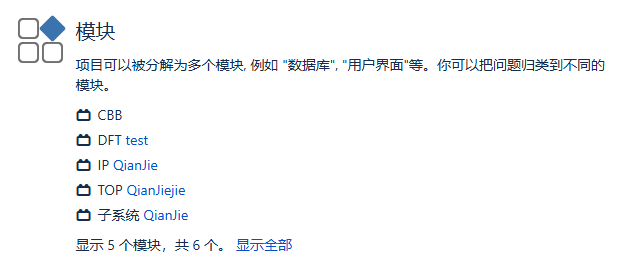 模块
项目可以被分解为多个模块, 例如 "数据库", "用户界面"等。你可以把问题归类到不同的
模块。
CBB
DFT test
IP QianJie
TOP QianJiejie
子系统 QianJie
显示 5 个模块，共 6 个。 显示全部